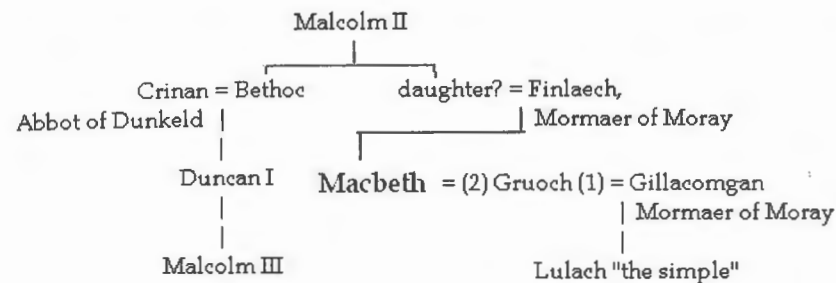 Malcolm II
Crinan = Bethoc daughter? = Finlaech,
Abbot of Dunkeld Mormaer of Moray
Duncan I Macbeth = (2) Gruoch (1) = Gillacomgan
Mormaer of Moray
Malcolm III Lulach "the simple"